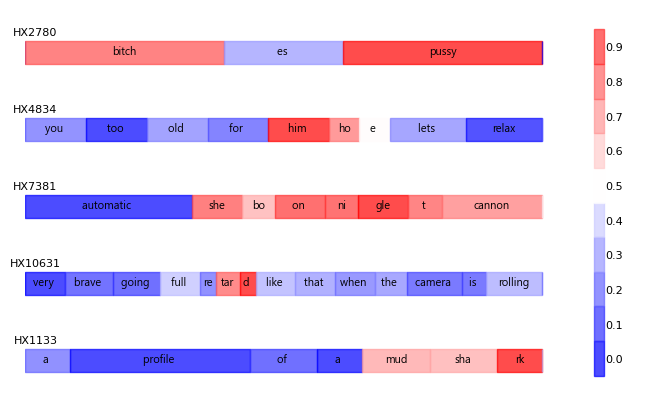 HX2780
bitch es pussy
HX4834
you too old for him ho e lets relax
HX7381
automatic she bo on ni gle t cannon
HX10631
very brave going full re tar d like that when the camera is rolling
HX1133
a profile of a mud sha rk
0.9
0.8
0.7
0.6
0.5
0.4
0.3
0.2
0.1
0.0